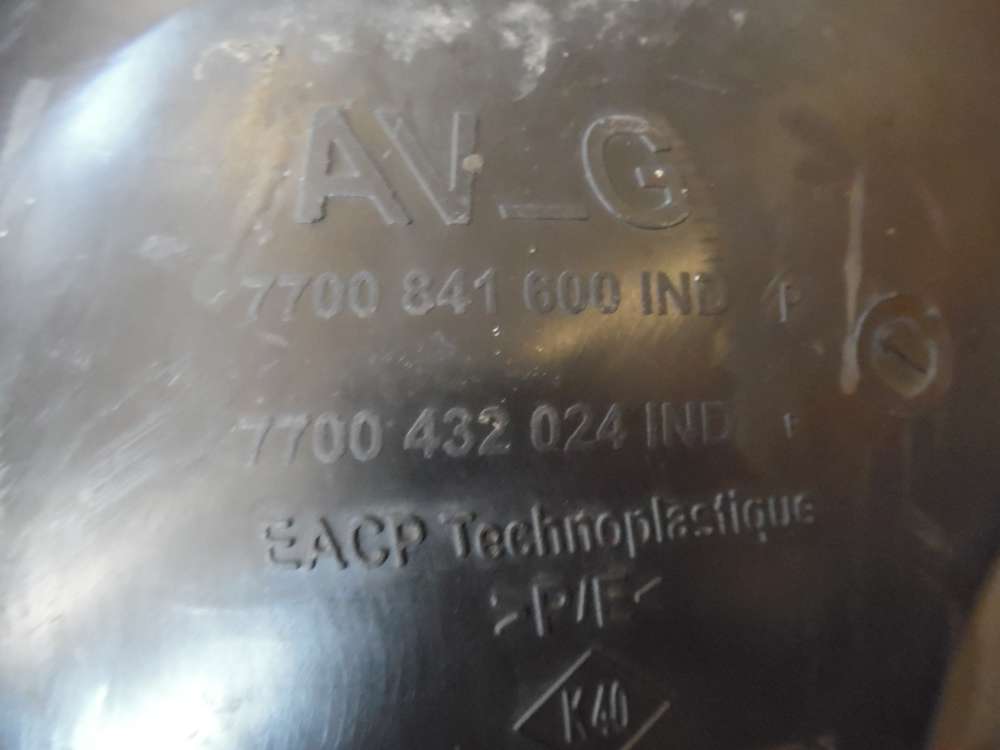 AV_G
7700 841 600 IND P
7700 432 024 IND
EACP Technoplastique
>P/E<
K40